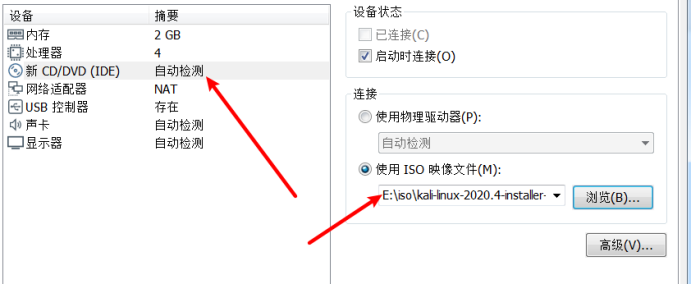 设备 摘要
内存 2 GB
处理器 4
新 CD/DVD (IDE) 自动检测
网络适配器 NAT
USB 控制器 存在
声卡 自动检测
显示器 自动检测
设备状态
已连接(C)
启动时连接(O)
连接
使用物理驱动器(P):
自动检测
使用 ISO 映像文件(M):
E:\iso\kali-linux-2020.4-installer- 浏览(B)...
高级(V)...